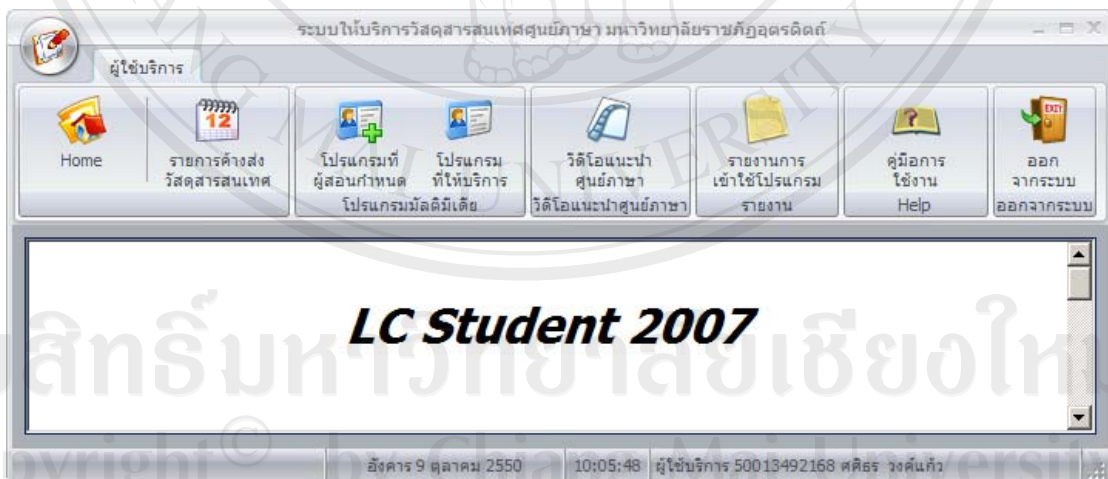 ระบบให้บริการวัสดุสารสนเทศศูนย์ภาษา มหาวิทยาลัยราชภัฏอุตรดิตถ์
ผู้ใช้บริการ
12
EXIT
Home
รายการค้างส่ง
วัสดุสารสนเทศ
โปรแกรมที่
ผู้สอนกำหนด
โปรแกรม
ที่ให้บริการ
โปรแกรมมัลติมีเดีย
วิดีโอแนะนำ
ศูนย์ภาษา
วิดีโอแนะนำศูนย์ภาษา
รายงานการ
เข้าใช้โปรแกรม
รายงาน
คู่มือการ
ใช้งาน
Help
ออก
จากระบบ
ออกจากระบบ
LC Student 2007
อังคาร 9 ตุลาคม 2550 10:05:48 ผู้ใช้บริการ 50013492168 ศศิธร วงค์แก้ว
CHIANG MAI UNIVERSITY
ลิขสิทธิ์มหาวิทยาลัยเชียงใหม่
Copyright © by Chiang Mai University